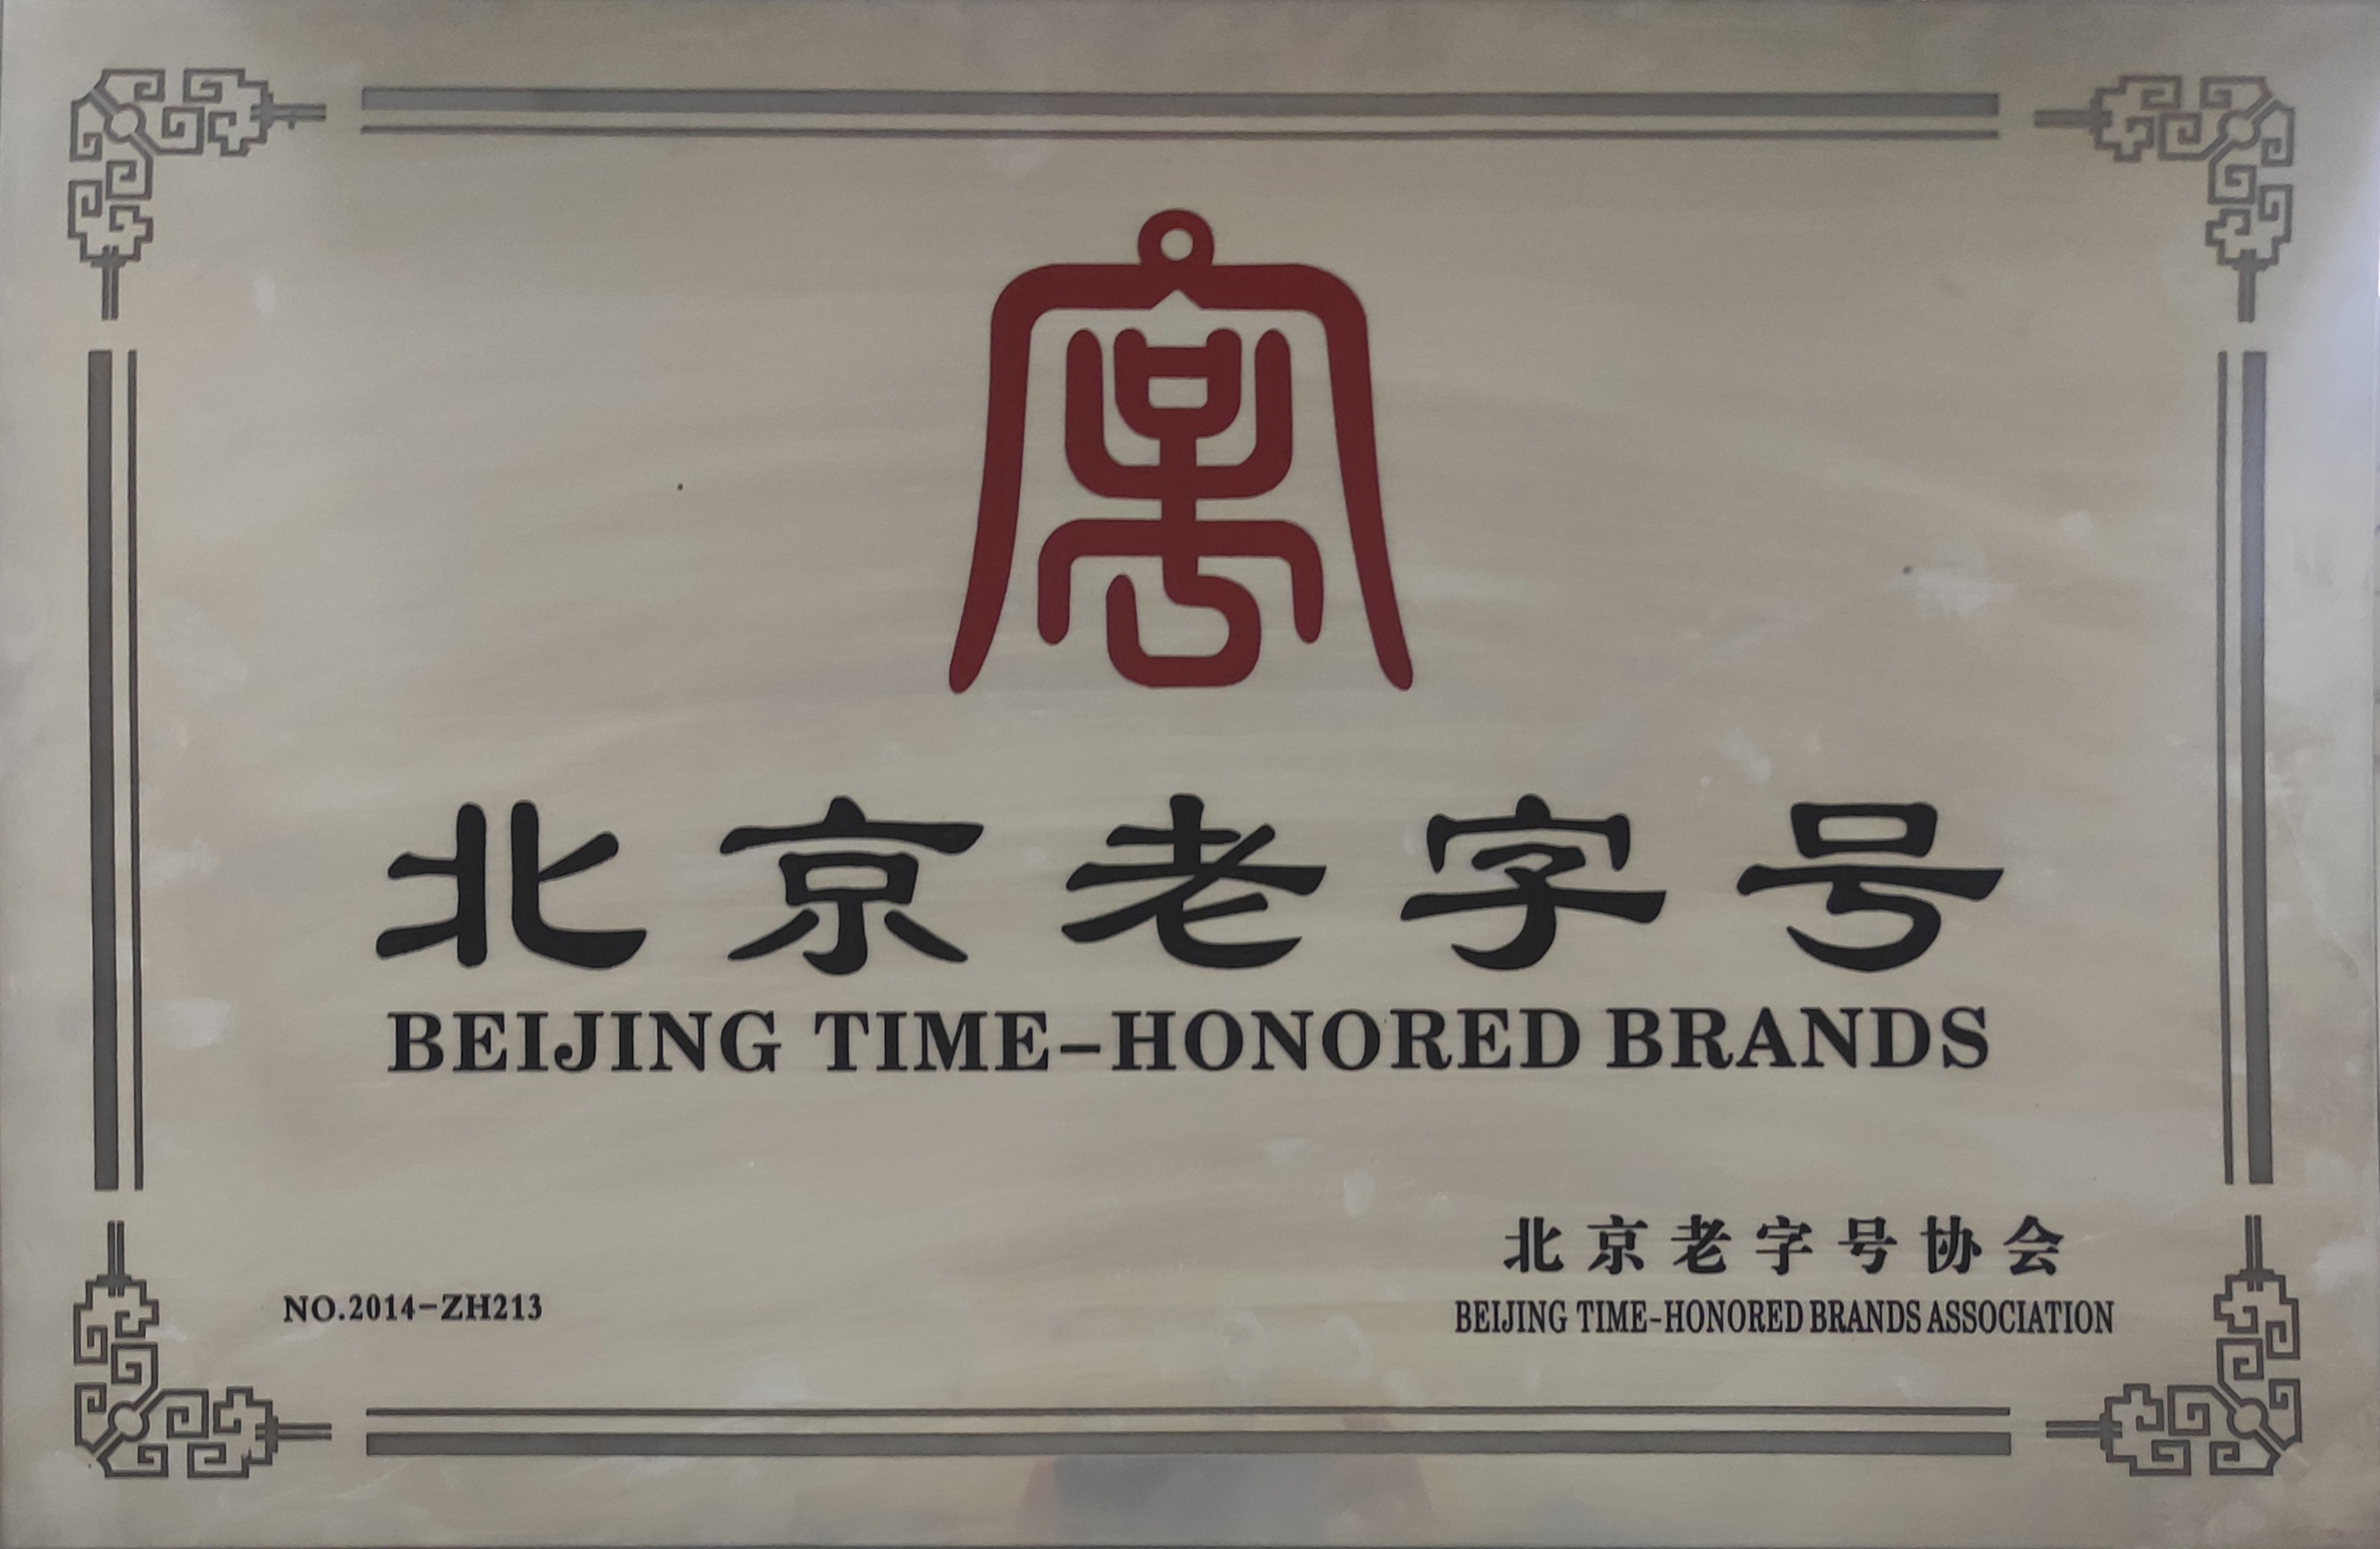 北京老字号
BEIJING TIME-HONORED BRANDS
NO.2014-ZH213
北京老字号协会
BEIJING TIME-HONORED BRANDS ASSOCIATION